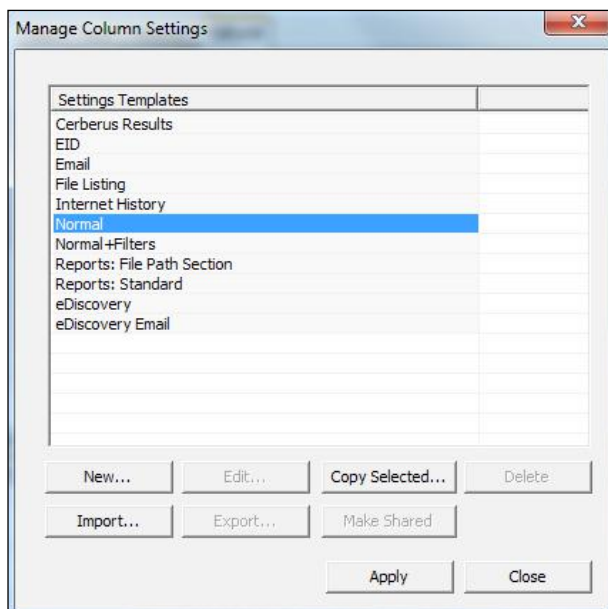 Manage Column Settings
Settings Templates
Cerberus Results
EID
Email
File Listing
Internet History
Normal
Normal+Filters
Reports: File Path Section
Reports: Standard
eDiscovery
eDiscovery Email
New... Edit... Copy Selected... Delete
Import... Export... Make Shared
Apply Close